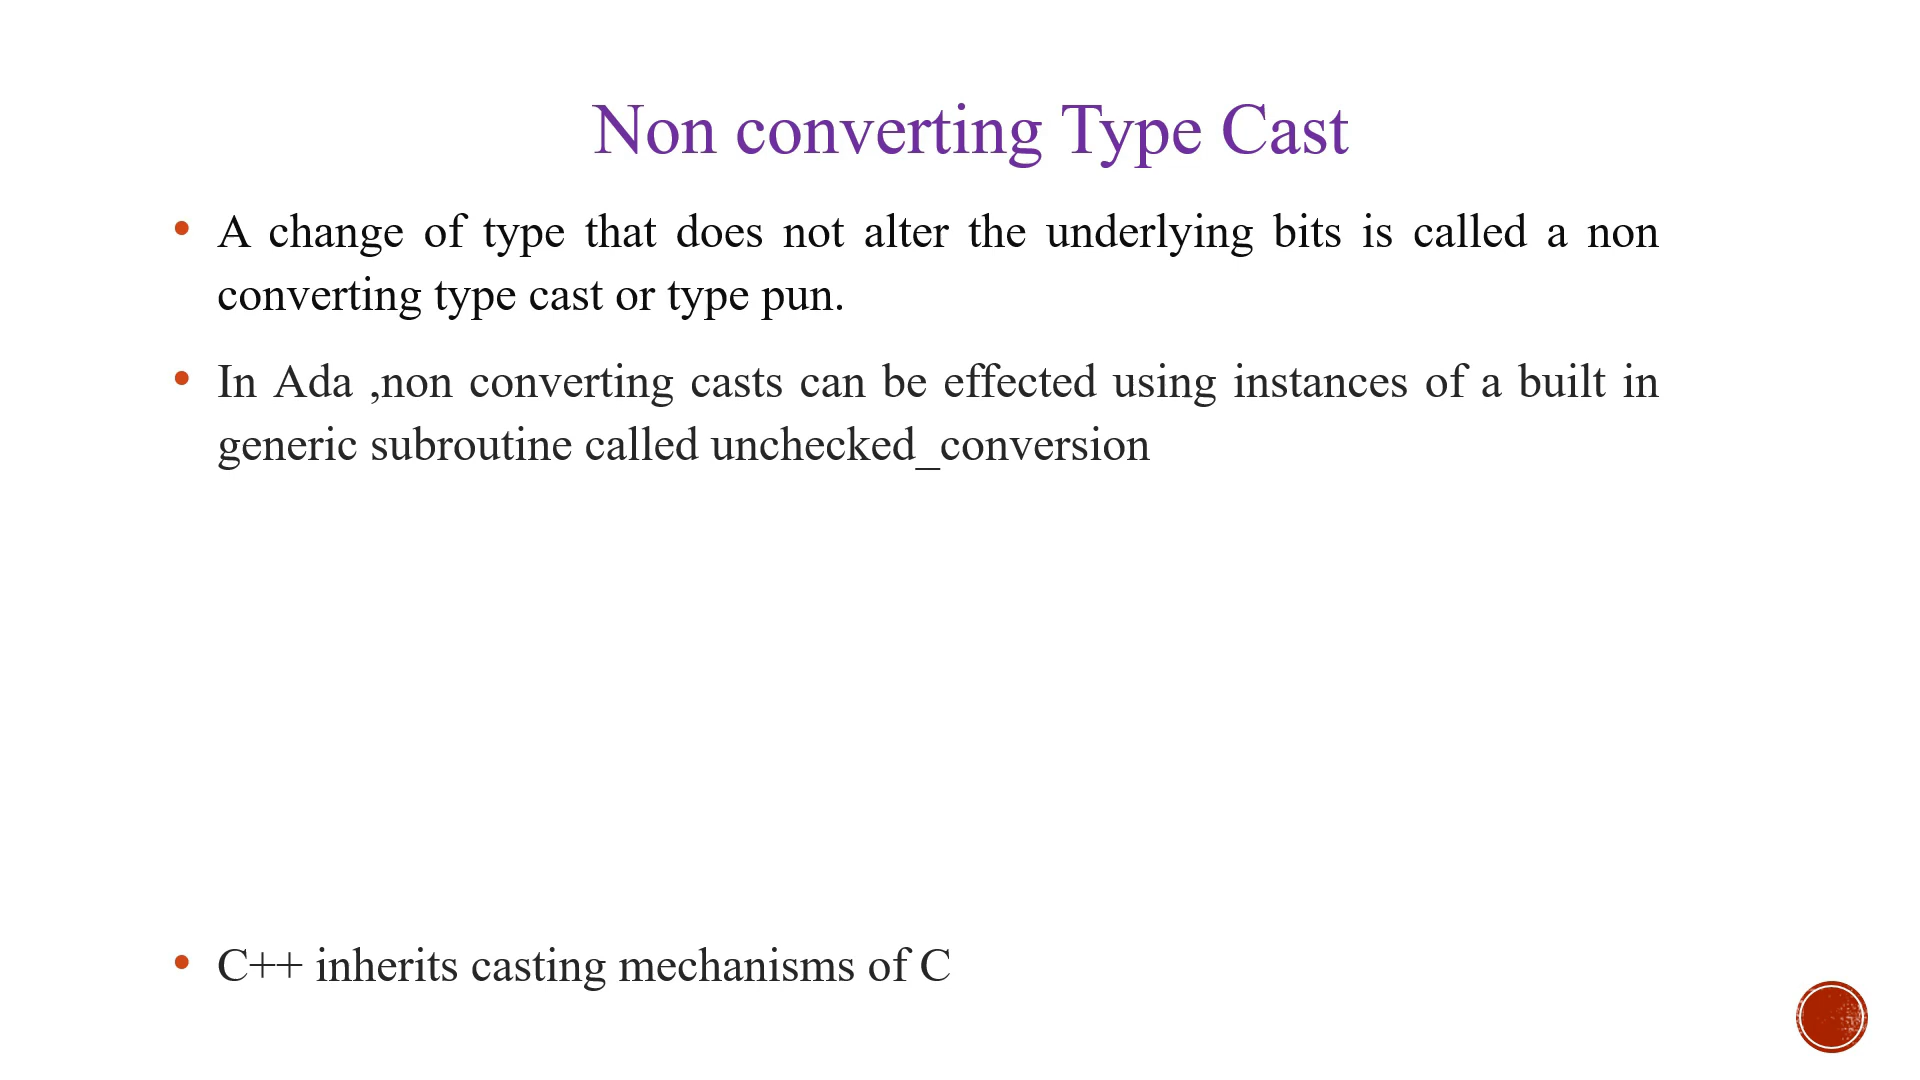 Non converting Type Cast
• A change of type that does not alter the underlying bits is called a non
converting type cast or type pun.
• In Ada ,non converting casts can be effected using instances of a built in
generic subroutine called unchecked_conversion
• C++ inherits casting mechanisms of C